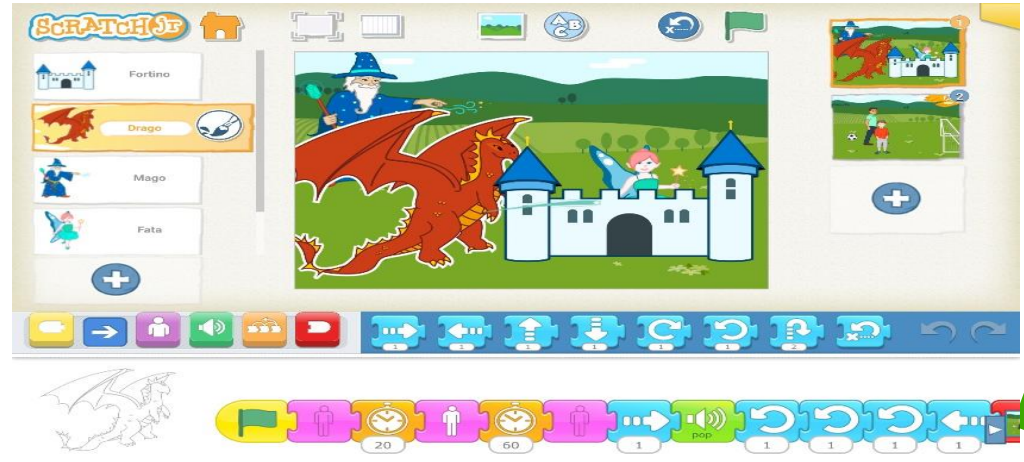 SCRATCHJR
ABC
x
1
Fortino
Drago
2
Mago
Fata
1 1 1 1 1 1 2 x
20 60 1 pop 1 1 1 1